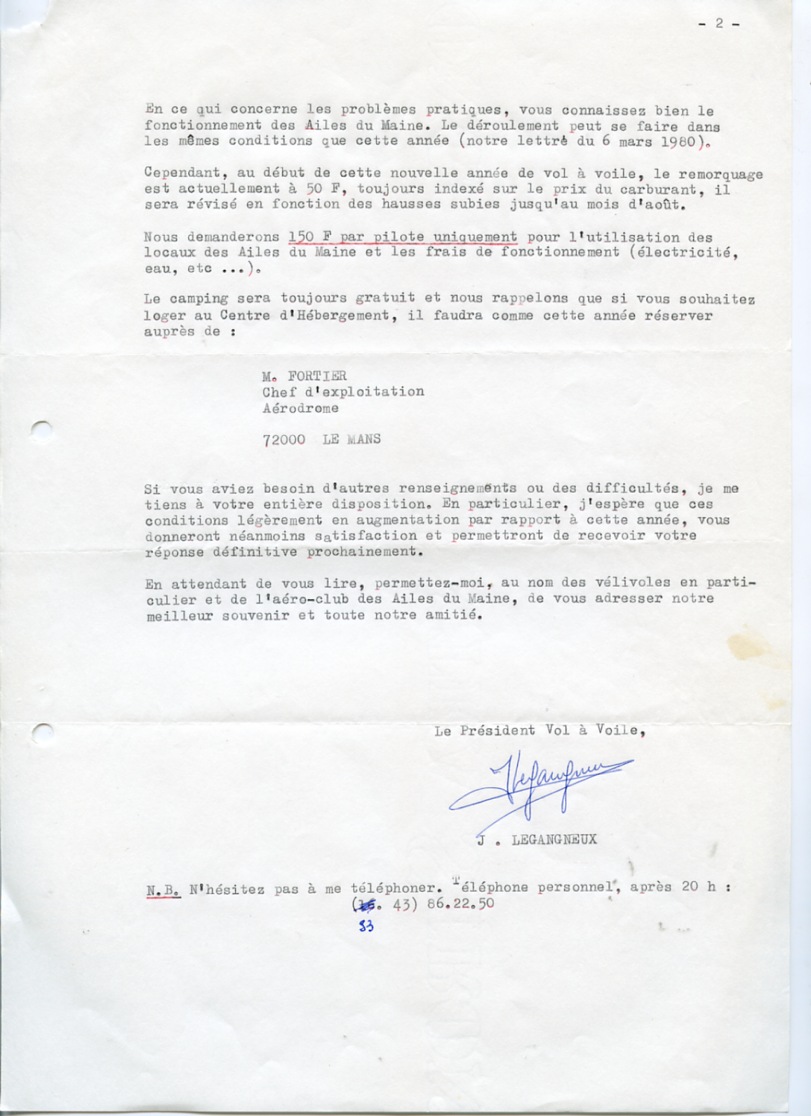 - 2 -
En ce qui concerne les problèmes pratiques, vous connaissez bien le
fonctionnement des Ailes du Maine. Le déroulement peut se faire dans
les mêmes conditions que cette année (notre lettre du 6 mars 1980).
Cependant, au début de cette nouvelle année de vol à voile, le remorquage
est actuellement à 50 F, toujours indexé sur le prix du carburant, il
sera révisé en fonction des hausses subies jusqu'au mois d'août.
Nous demanderons 150 F par pilote uniquement pour l'utilisation des
locaux des Ailes du Maine et les frais de fonctionnement (électricité,
eau, etc ...).
Le camping sera toujours gratuit et nous rappelons que si vous souhaitez
loger au Centre d'Hébergement, il faudra comme cette année réserver
auprès de :
M. FORTIER
Chef d'exploitation
Aérodrome
72000 LE MANS
Si vous aviez besoin d'autres renseignements ou des difficultés, je me
tiens à votre entière disposition. En particulier, j'espère que ces
conditions légèrement en augmentation par rapport à cette année, vous
donneront néanmoins satisfaction et permettront de recevoir votre
réponse définitive prochainement.
En attendant de vous lire, permettez-moi, au nom des vélivoles en parti-
culier et de l'aéro-club des Ailes du Maine, de vous adresser notre
meilleur souvenir et toute notre amitié.
Le Président Vol à Voile,
J . LEGANGNEUX
N.B. N'hésitez pas à me téléphoner. Téléphone personnel, après 20 h :
( . 43) 86.22.50